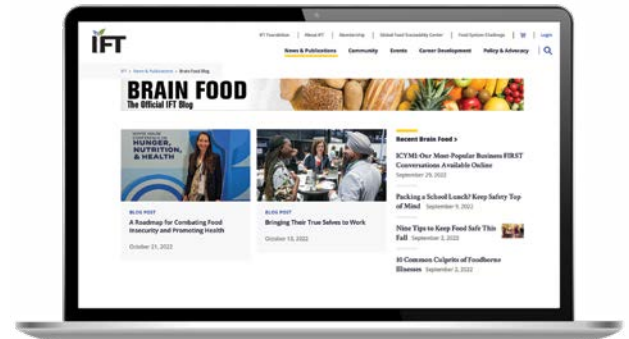 IFT Foundation | About IFT | Membership | Global Food Traceability Center | Food System Challenge | Login
IFT
News & Publications Community Events Career Development Policy & Advocacy
IFT > News & Publications > Brain Food Blog
BRAIN FOOD
The Official IFT Blog
HUNGER,
NUTRITION,
& HEALTH
BLOG POST
A Roadmap for Combating Food
Insecurity and Promoting Health
October 21, 2022
BLOG POST
Bringing Their True Selves to Work
October 13, 2022
Recent Brain Feed >
ICYMI: Our Most-Popular Business FIRST
Conversations Available Online
September 29, 2022
Packing a School Lunch? Keep Safety Top
of Mind September 9, 2022
Nine Tips to Keep Food Safe This
Fall September 2, 2022
10 Common Culprits of Foodborne
Illnesses September 2, 2022